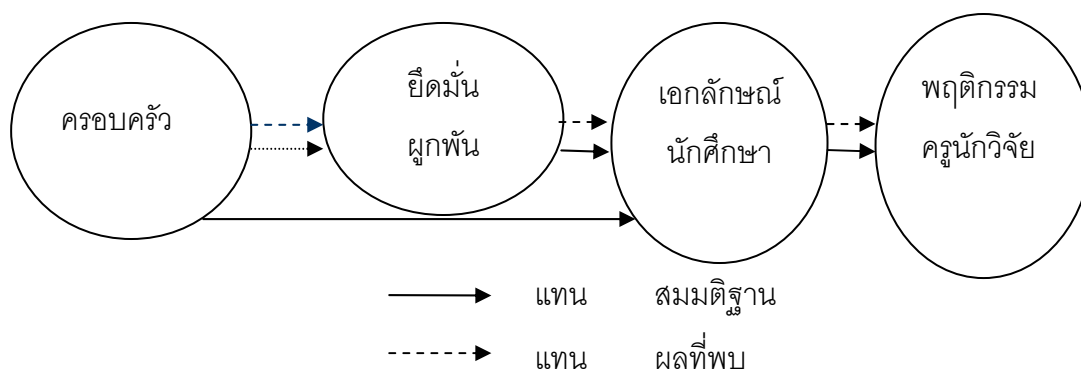 ครอบครัว
ยึดมั่น
ผูกพัน
เอกลักษณ์
นักศึกษา
พฤติกรรม
ครูนักวิจัย
แทน สมมติฐาน
แทน ผลที่พบ